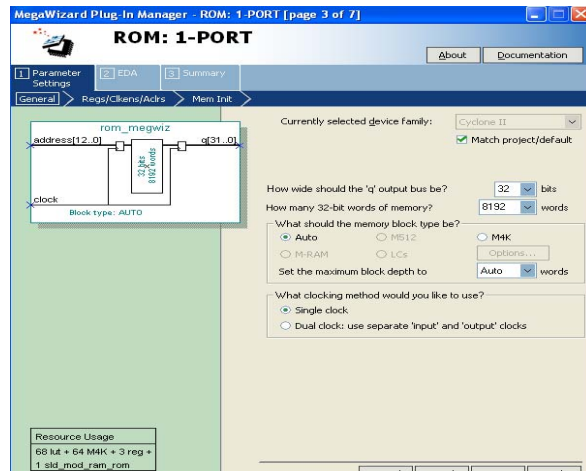 MegaWizard Plug-In Manager - ROM: 1-PORT [page 3 of 7]
ROM: 1-PORT
About
Documentation
1 Parameter Settings
2 EDA
3 Summary
General
Regs/Clkens/Aclrs
Mem Init
rom_megwiz
address[12..0]
q[31..0]
32 bits
8192 words
clock
Block type: AUTO
Currently selected device family:
Cyclone II
Match project/default
How wide should the 'q' output bus be?
32
bits
How many 32-bit words of memory?
8192
words
What should the memory block type be?
Auto
M512
M4K
M-RAM
LCs
Options...
Set the maximum block depth to
Auto
words
What clocking method would you like to use?
Single clock
Dual clock: use separate 'input' and 'output' clocks
Resource Usage
68 lut + 64 M4K + 3 reg +
1 sld_mod_ram_rom